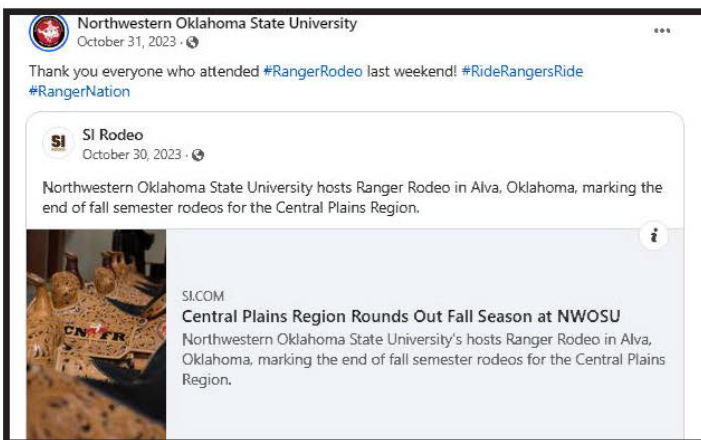 Northwestern Oklahoma State University
October 31, 2023 ·
Thank you everyone who attended #RangerRodeo last weekend! #RideRangersRide
#RangerNation
SI
SI Rodeo
October 30, 2023 ·
Northwestern Oklahoma State University hosts Ranger Rodeo in Alva, Oklahoma, marking the
end of fall semester rodeos for the Central Plains Region.
SI.COM
Central Plains Region Rounds Out Fall Season at NWOSU
Northwestern Oklahoma State University's hosts Ranger Rodeo in Alva,
Oklahoma, marking the end of fall semester rodeos for the Central Plains
Region.